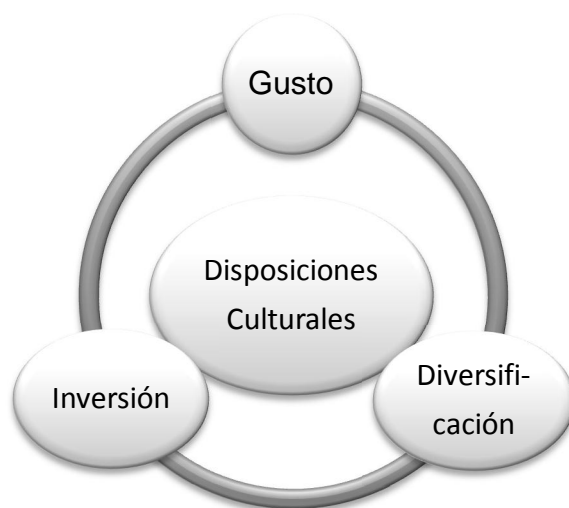 Gusto
Disposiciones
Culturales
Inversión
Diversifi-
cación